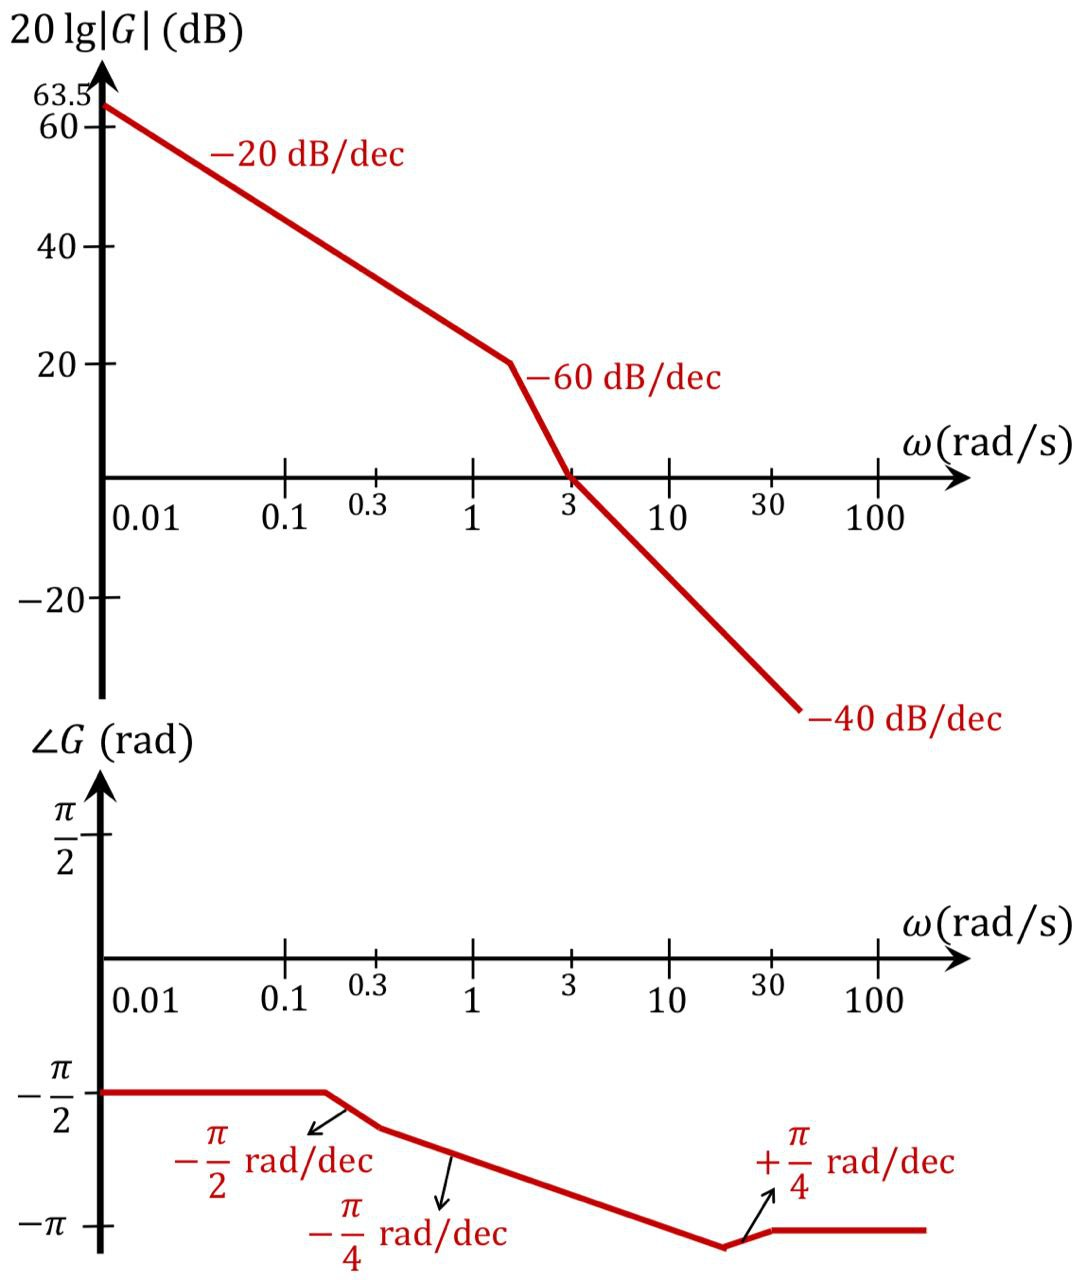 20 lg|G| (dB)
63.5
60
−20 dB/dec
40
20
−60 dB/dec
ω(rad/s)
0.01 0.1 0.3 1 3 10 30 100
−20
−40 dB/dec
∠G (rad)
π/2
ω(rad/s)
0.01 0.1 0.3 1 3 10 30 100
−π/2
−π/2 rad/dec
+π/4 rad/dec
−π
−π/4 rad/dec